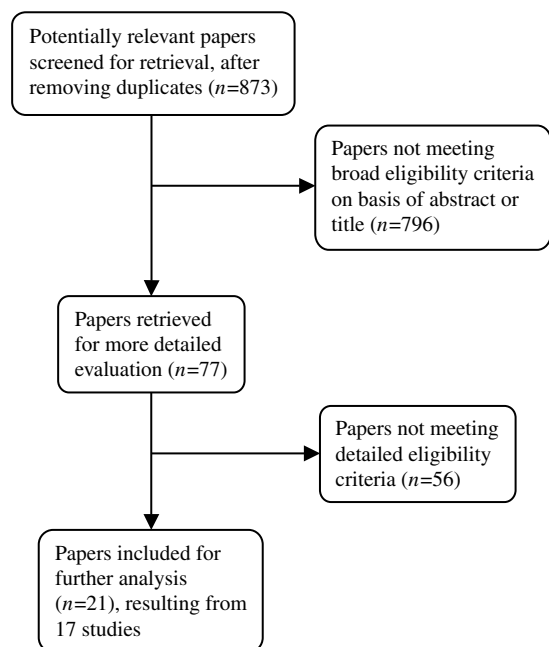 Potentially relevant papers
screened for retrieval, after
removing duplicates (n=873)
Papers not meeting
broad eligibility criteria
on basis of abstract or
title (n=796)
Papers retrieved
for more detailed
evaluation (n=77)
Papers not meeting
detailed eligibility
criteria (n=56)
Papers included for
further analysis
(n=21), resulting from
17 studies